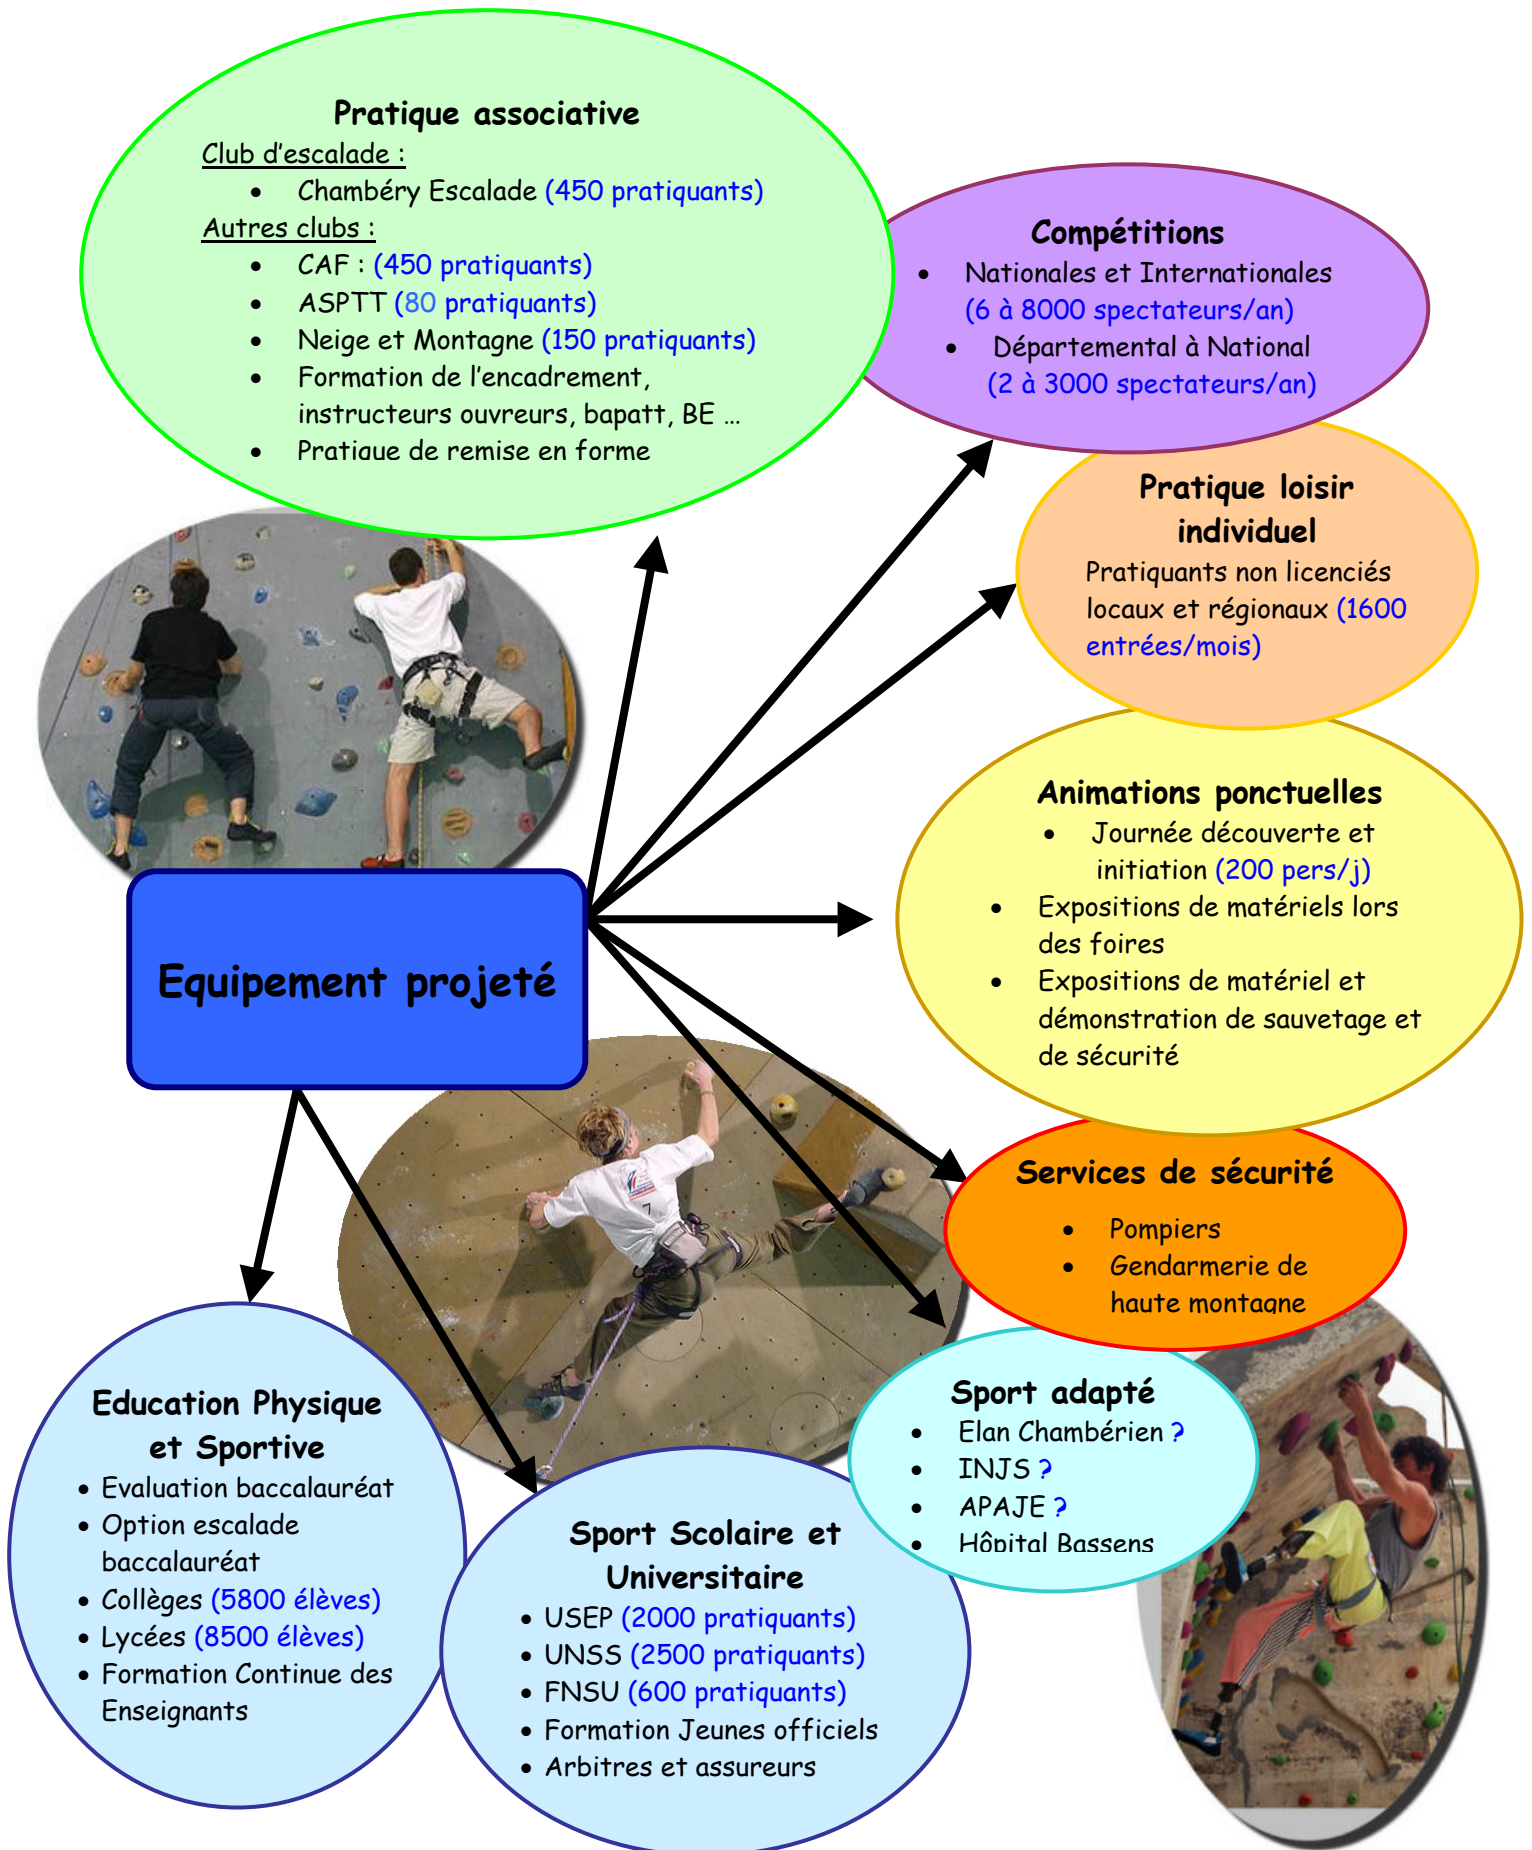 Pratique associative
Club d'escalade :
• Chambéry Escalade (450 pratiquants)
Autres clubs :
• CAF : (450 pratiquants)
• ASPTT (80 pratiquants)
• Neige et Montagne (150 pratiquants)
• Formation de l'encadrement,
instructeurs ouvreurs, bapatt, BE …
• Pratique de remise en forme
Compétitions
• Nationales et Internationales
(6 à 8000 spectateurs/an)
• Départemental à National
(2 à 3000 spectateurs/an)
Pratique loisir
individuel
Pratiquants non licenciés
locaux et régionaux (1600
entrées/mois)
Animations ponctuelles
• Journée découverte et
initiation (200 pers/j)
• Expositions de matériels lors
des foires
• Expositions de matériel et
démonstration de sauvetage et
de sécurité
Equipement projeté
Services de sécurité
• Pompiers
• Gendarmerie de
haute montagne
Sport adapté
• Elan Chambérien ?
• INJS ?
• APAJE ?
• Hôpital Bassens
Education Physique
et Sportive
• Evaluation baccalauréat
• Option escalade
baccalauréat
• Collèges (5800 élèves)
• Lycées (8500 élèves)
• Formation Continue des
Enseignants
Sport Scolaire et
Universitaire
• USEP (2000 pratiquants)
• UNSS (2500 pratiquants)
• FNSU (600 pratiquants)
• Formation Jeunes officiels
• Arbitres et assureurs
7